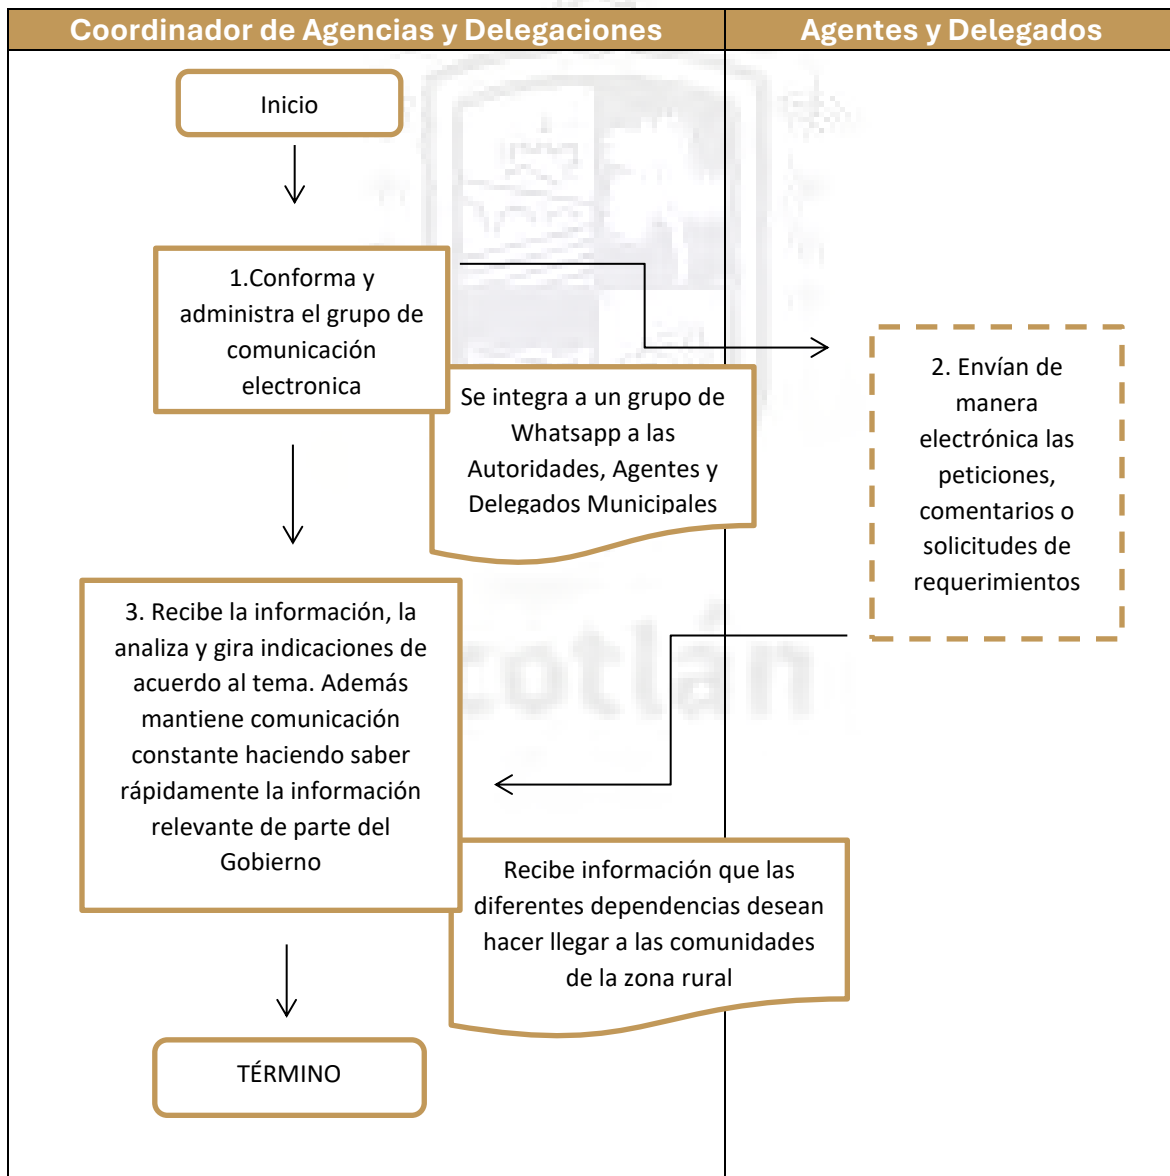 Coordinador de Agencias y Delegaciones
Agentes y Delegados
Inicio
1.Conforma y
administra el grupo de
comunicación
electronica
Se integra a un grupo de
Whatsapp a las
Autoridades, Agentes y
Delegados Municipales
2. Envían de
manera
electrónica las
peticiones,
comentarios o
solicitudes de
requerimientos
3. Recibe la información, la
analiza y gira indicaciones de
acuerdo al tema. Además
mantiene comunicación
constante haciendo saber
rápidamente la información
relevante de parte del
Gobierno
cotlán
Recibe información que las
diferentes dependencias desean
hacer llegar a las comunidades
de la zona rural
TÉRMINO